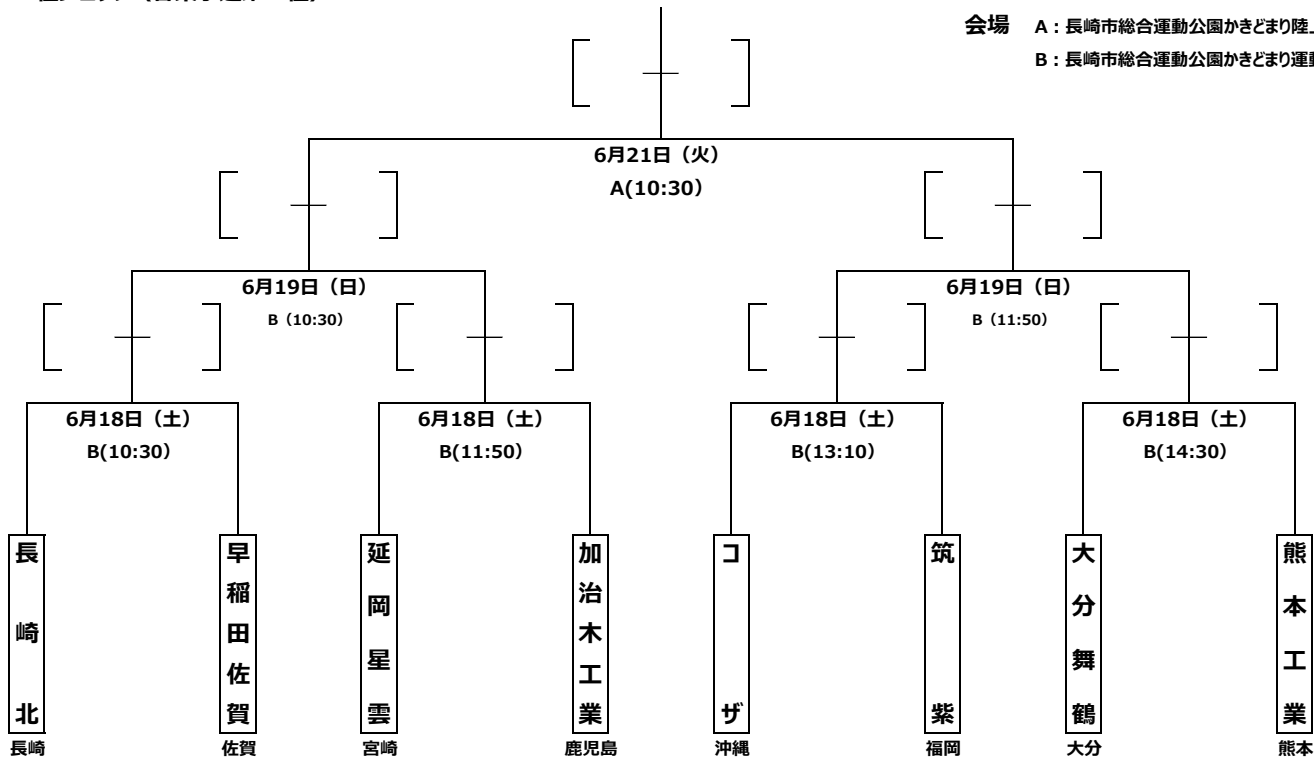 会場 A：長崎市総合運動公園かきどまり陸
B：長崎市総合運動公園かきどまり運動
6月21日（火）
A(10:30）
6月19日（日）
B（10:30）
6月19日（日）
B（11:50）
6月18日（土）
B(10:30）
6月18日（土）
B(11:50）
6月18日（土）
B(13:10）
6月18日（土）
B(14:30）
長崎北
早稲田佐賀
延岡星雲
加治木工業
コザ
筑紫
大分舞鶴
熊本工業
長崎
佐賀
宮崎
鹿児島
沖縄
福岡
大分
熊本